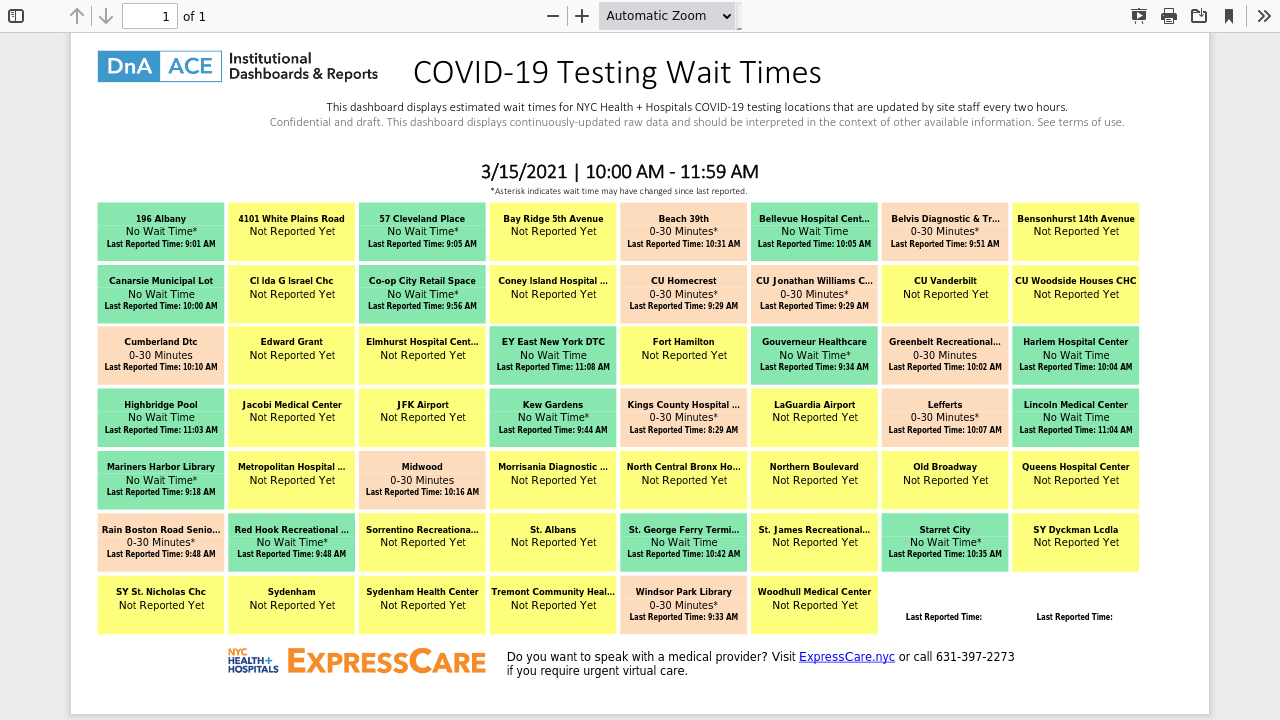 1 of 1 Automatic Zoom
DnA ACE Institutional
Dashboards & Reports
COVID-19 Testing Wait Times
This dashboard displays estimated wait times for NYC Health + Hospitals COVID-19 testing locations that are updated by site staff every two hours.
Confidential and draft. This dashboard displays continuously-updated raw data and should be interpreted in the context of other available information. See terms of use.
3/15/2021 | 10:00 AM - 11:59 AM
*Asterisk indicates wait time may have changed since last reported.
196 Albany 4101 White Plains Road 57 Cleveland Place Bay Ridge 5th Avenue Beach 39th Bellevue Hospital Cent... Belvis Diagnostic & Tr... Bensonhurst 14th Avenue
No Wait Time* Not Reported Yet No Wait Time* Not Reported Yet 0-30 Minutes* No Wait Time 0-30 Minutes* Not Reported Yet
Last Reported Time: 9:01 AM Last Reported Time: 9:05 AM Last Reported Time: 10:31 AM Last Reported Time: 10:05 AM Last Reported Time: 9:51 AM
Canarsie Municipal Lot Cl Ida G Israel Chc Co-op City Retail Space Coney Island Hospital ... CU Homecrest CU Jonathan Williams C... CU Vanderbilt CU Woodside Houses CHC
No Wait Time Not Reported Yet No Wait Time* Not Reported Yet 0-30 Minutes* 0-30 Minutes* Not Reported Yet Not Reported Yet
Last Reported Time: 10:00 AM Last Reported Time: 9:56 AM Last Reported Time: 9:29 AM Last Reported Time: 9:29 AM
Cumberland Dtc Edward Grant Elmhurst Hospital Cent... EY East New York DTC Fort Hamilton Gouverneur Healthcare Greenbelt Recreational... Harlem Hospital Center
0-30 Minutes Not Reported Yet Not Reported Yet No Wait Time Not Reported Yet No Wait Time* 0-30 Minutes No Wait Time
Last Reported Time: 10:10 AM Last Reported Time: 11:08 AM Last Reported Time: 9:34 AM Last Reported Time: 10:02 AM Last Reported Time: 10:04 AM
Highbridge Pool Jacobi Medical Center JFK Airport Kew Gardens Kings County Hospital ... LaGuardia Airport Lefferts Lincoln Medical Center
No Wait Time Not Reported Yet Not Reported Yet No Wait Time* 0-30 Minutes* Not Reported Yet 0-30 Minutes* No Wait Time
Last Reported Time: 11:03 AM Last Reported Time: 9:44 AM Last Reported Time: 8:29 AM Last Reported Time: 10:07 AM Last Reported Time: 11:04 AM
Mariners Harbor Library Metropolitan Hospital ... Midwood Morrisania Diagnostic ... North Central Bronx Ho... Northern Boulevard Old Broadway Queens Hospital Center
No Wait Time* Not Reported Yet 0-30 Minutes Not Reported Yet Not Reported Yet Not Reported Yet Not Reported Yet Not Reported Yet
Last Reported Time: 9:18 AM Last Reported Time: 10:16 AM
Rain Boston Road Senio... Red Hook Recreational ... Sorrentino Recreationa... St. Albans St. George Ferry Termi... St. James Recreational... Starret City SY Dyckman Lcdla
0-30 Minutes* No Wait Time* Not Reported Yet Not Reported Yet No Wait Time Not Reported Yet No Wait Time* Not Reported Yet
Last Reported Time: 9:48 AM Last Reported Time: 9:48 AM Last Reported Time: 10:42 AM Last Reported Time: 10:35 AM
SY St. Nicholas Chc Sydenham Sydenham Health Center Tremont Community Heal... Windsor Park Library Woodhull Medical Center
Not Reported Yet Not Reported Yet Not Reported Yet Not Reported Yet 0-30 Minutes* Not Reported Yet
Last Reported Time: 9:33 AM Last Reported Time: Last Reported Time:
NYC
HEALTH+
HOSPITALS
EXPRESSCARE
Do you want to speak with a medical provider? Visit ExpressCare.nyc or call 631-397-2273
if you require urgent virtual care.